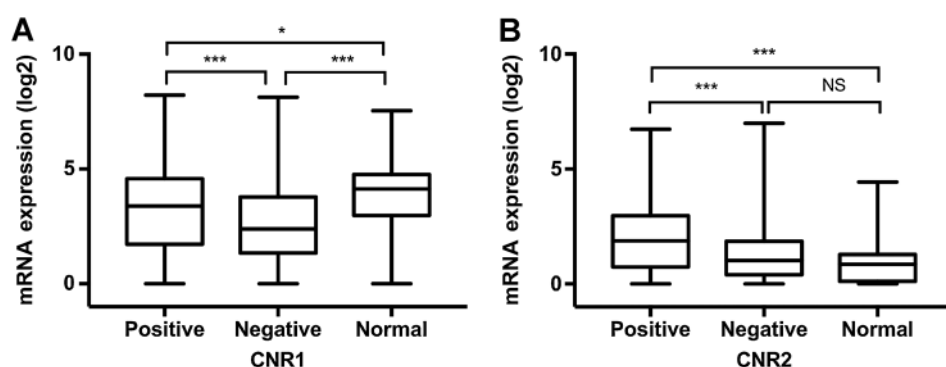 A
*
***
***
mRNA expression (log2)
10
5
0
Positive
Negative
Normal
CNR1
B
***
***
NS
mRNA expression (log2)
10
5
0
Positive
Negative
Normal
CNR2